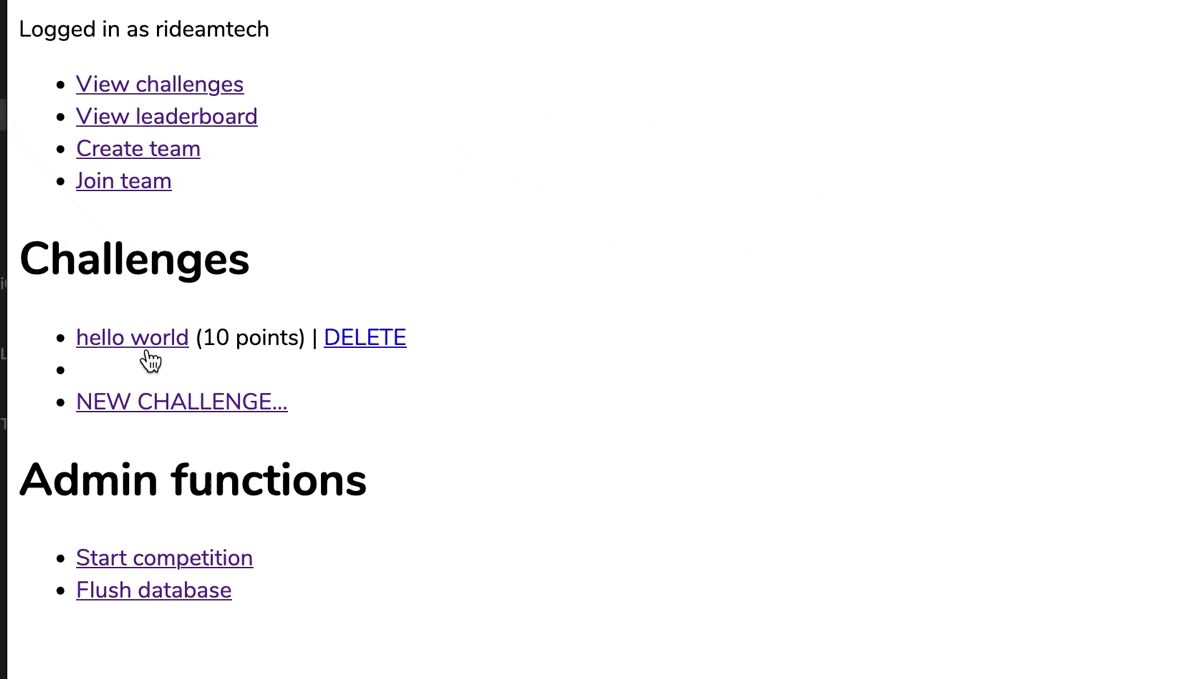 Logged in as rideamtech
View challenges
View leaderboard
Create team
Join team
Challenges
hello world (10 points) | DELETE
NEW CHALLENGE...
Admin functions
Start competition
Flush database